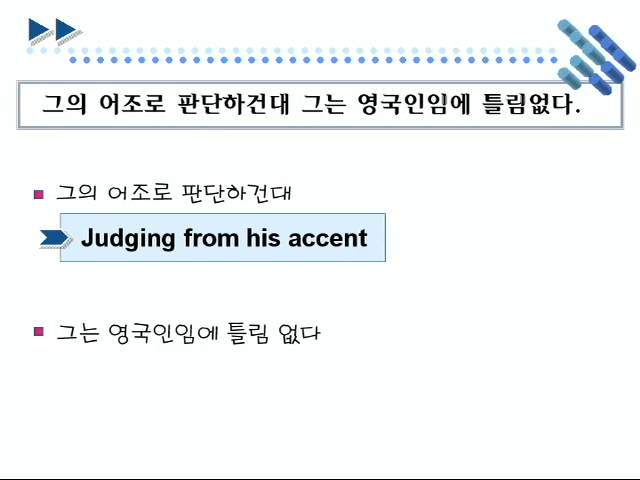 그의 어조로 판단하건대 그는 영국인임에 틀림없다.
그의 어조로 판단하건대
Judging from his accent
그는 영국인임에 틀림 없다